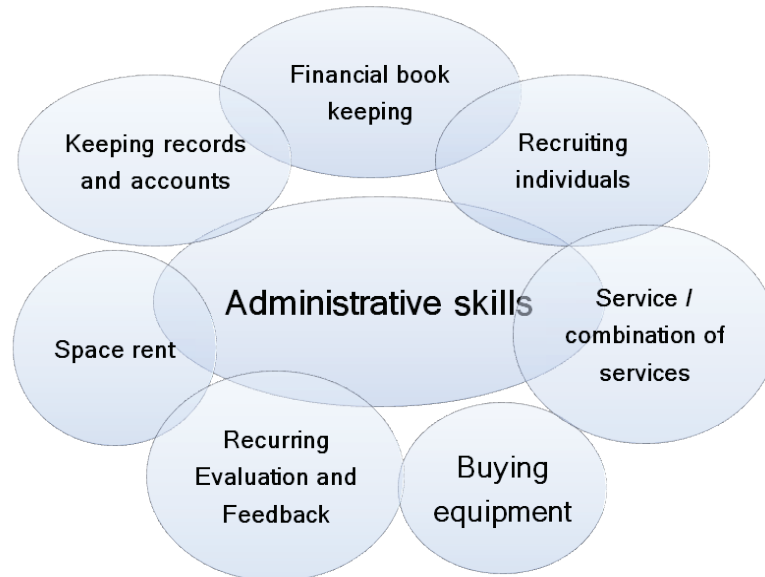 Financial book
keeping
Keeping records
and accounts
Recruiting
individuals
Administrative skills
Service /
combination of
services
Space rent
Recurring
Evaluation and
Feedback
Buying
equipment